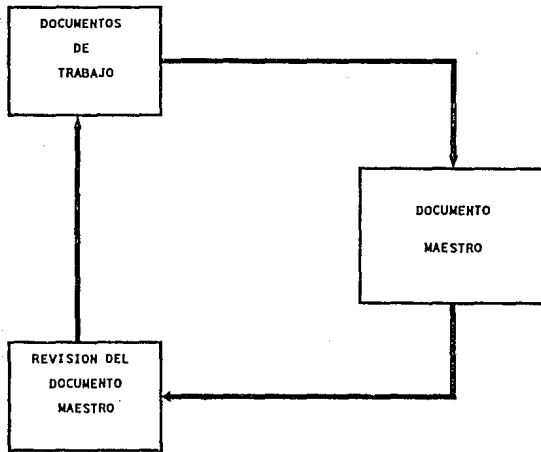 DOCUMENTOS
DE
TRABAJO
DOCUMENTO
MAESTRO
REVISION DEL
DOCUMENTO
MAESTRO